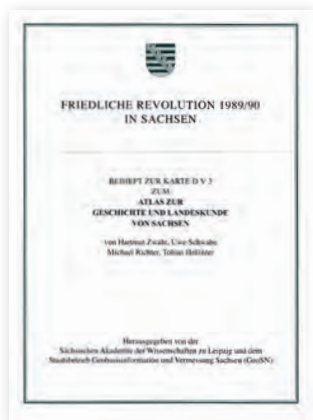 FRIEDLICHE REVOLUTION 1989/90
IN SACHSEN
BEIHEFT ZUR KARTE D V 3
ZUM
ATLAS ZUR
GESCHICHTE UND LANDESKUNDE
VON SACHSEN
von Hartmut Zwahr, Uwe Schwabe
Michael Richter, Tobias Hollitzer
Herausgegeben von der
Sächsischen Akademie der Wissenschaften zu Leipzig und dem
Staatsbetrieb Geobasisinformation und Vermessung Sachsen (GeoSN)